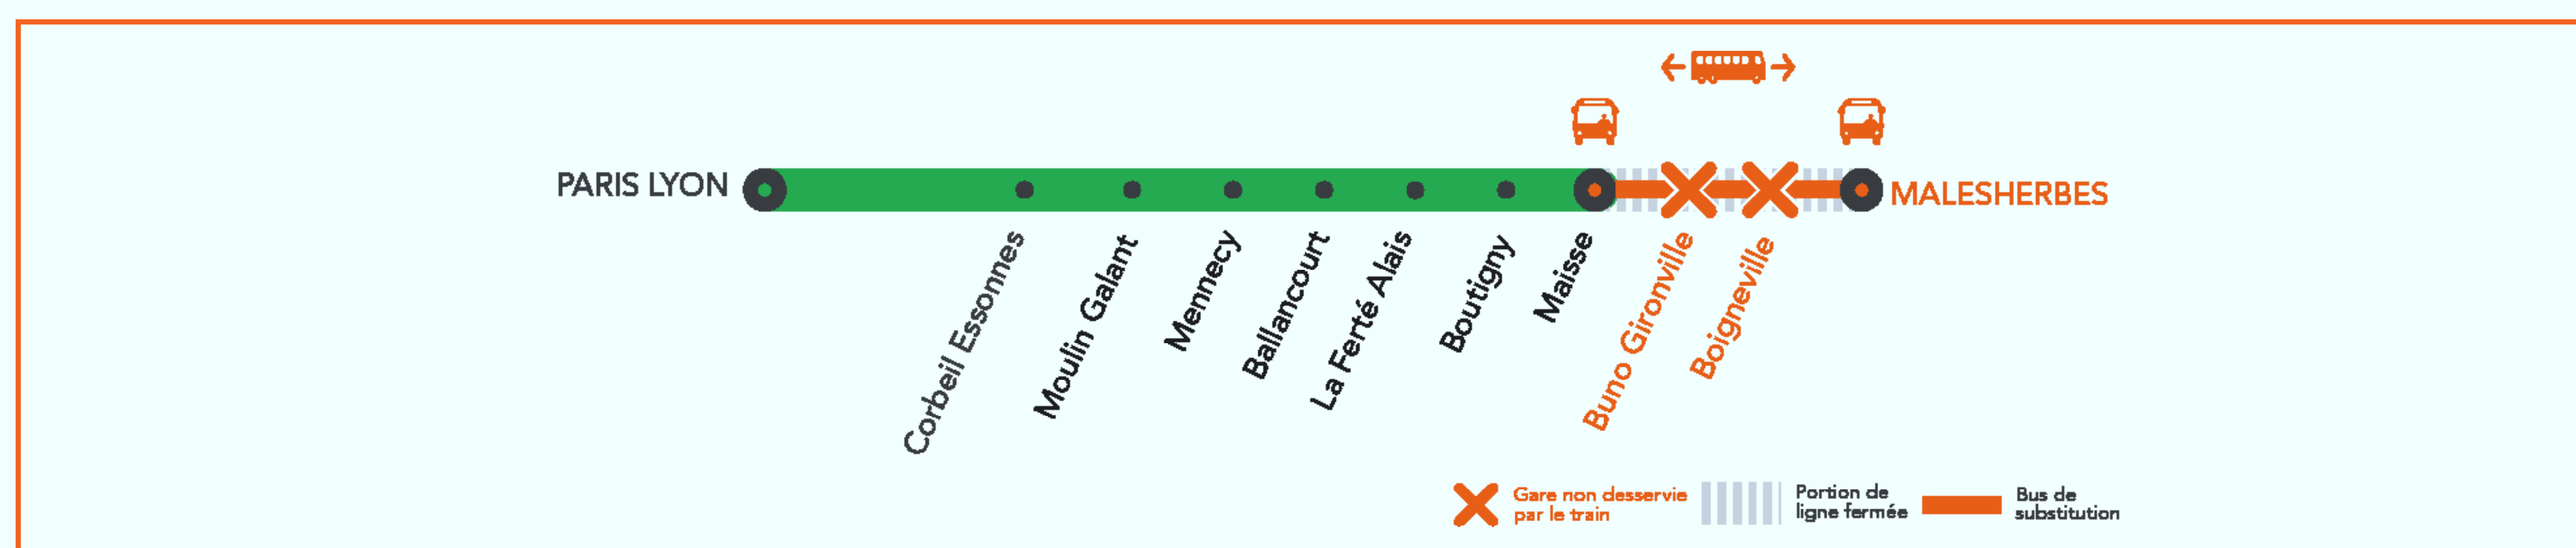 PARIS LYON
Corbeil Essonnes
Moulin Galant
Mennecy
Ballancourt
La Ferté Alais
Boutigny
Maisse
Buno Gironville
Boigneville
MALESHERBES
Gare non desservie
par le train
Portion de
ligne fermée
Bus de
substitution